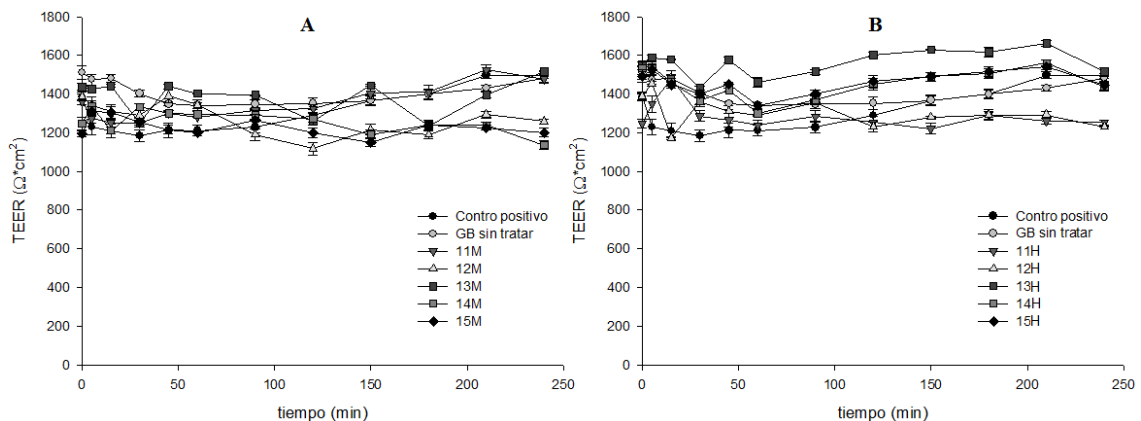 A
TEER (Ω*cm²)
1800
1600
1400
1200
1000
800
600
400
200
0
Contro positivo
GB sin tratar
11M
12M
13M
14M
15M
0
50
100
150
200
250
tiempo (min)
B
TEER (Ω*cm²)
1800
1600
1400
1200
1000
800
600
400
200
0
Contro positivo
GB sin tratar
11H
12H
13H
14H
15H
0
50
100
150
200
250
tiempo (min)